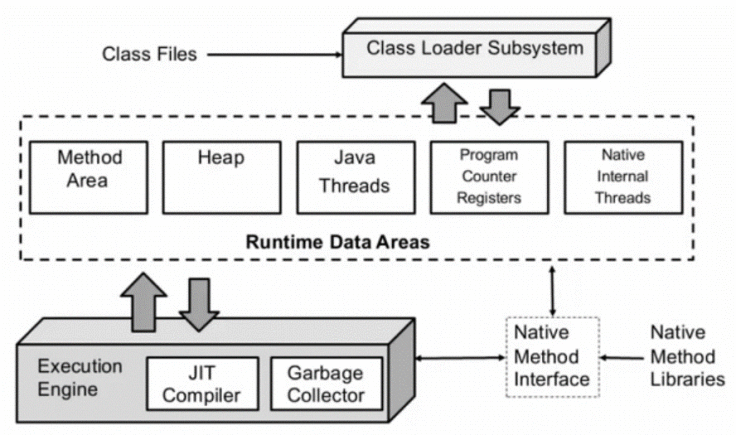 Class Files
Class Loader Subsystem
Method
Area
Heap
Java
Threads
Program
Counter
Registers
Native
Internal
Threads
Runtime Data Areas
Execution
Engine
JIT
Compiler
Garbage
Collector
Native
Method
Interface
Native
Method
Libraries